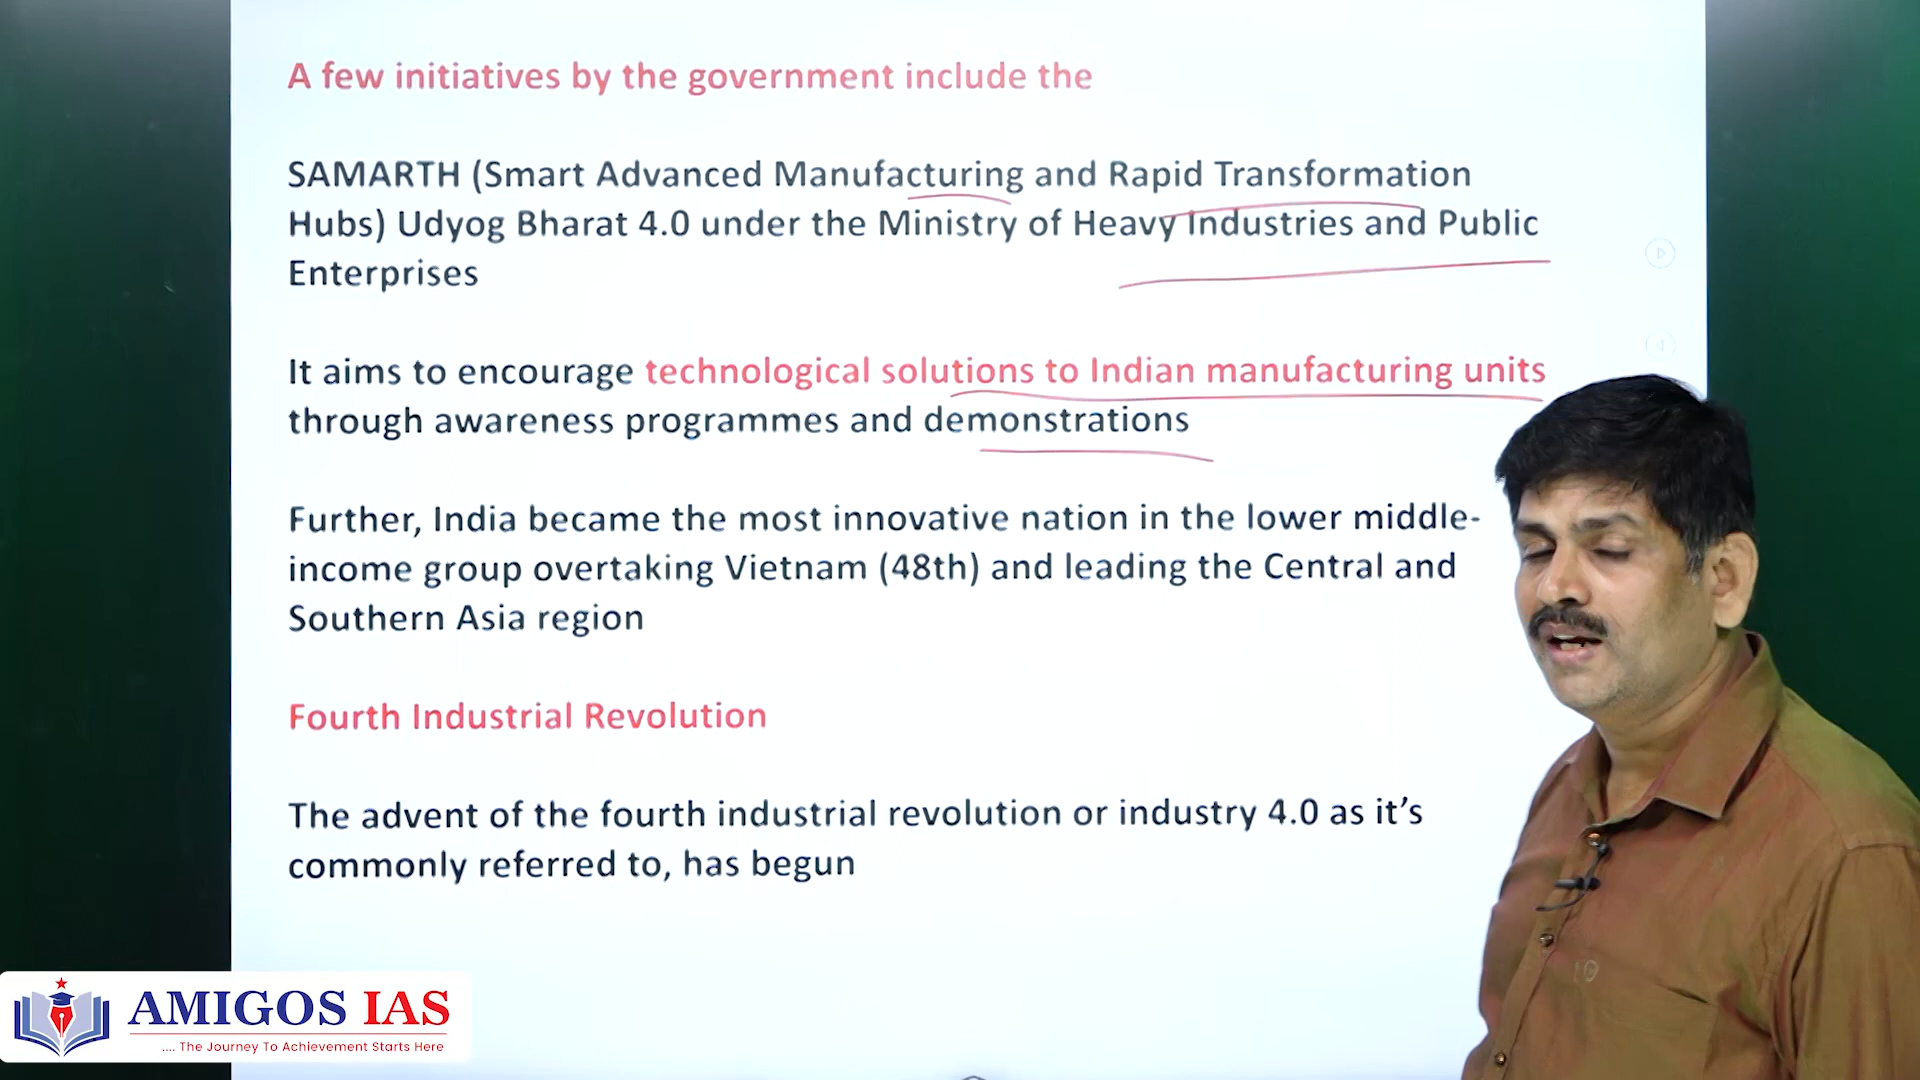 A few initiatives by the government include the
SAMARTH (Smart Advanced Manufacturing and Rapid Transformation
Hubs) Udyog Bharat 4.0 under the Ministry of Heavy Industries and Public
Enterprises
It aims to encourage technological solutions to Indian manufacturing units
through awareness programmes and demonstrations
Further, India became the most innovative nation in the lower middle-
income group overtaking Vietnam (48th) and leading the Central and
Southern Asia region
Fourth Industrial Revolution
The advent of the fourth industrial revolution or industry 4.0 as it’s
commonly referred to, has begun
AMIGOS IAS
.... The Journey To Achievement Starts Here